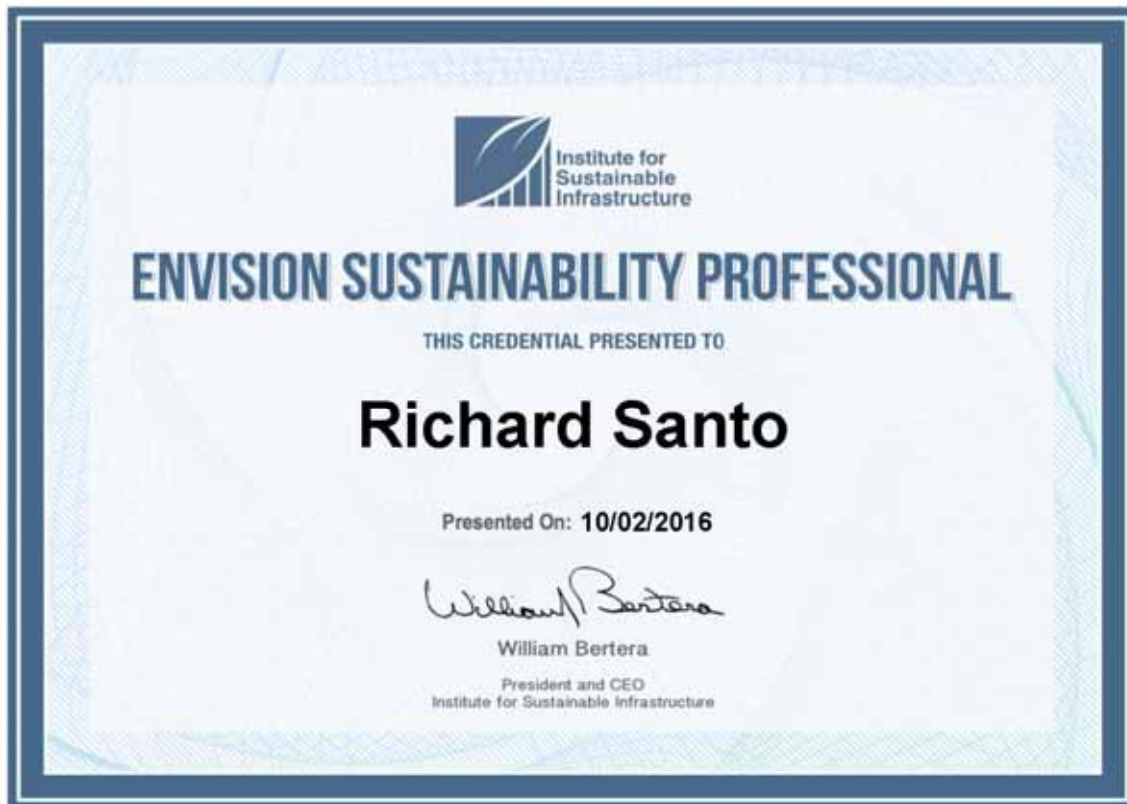 Institute for
Sustainable
Infrastructure
ENVISION SUSTAINABILITY PROFESSIONAL
THIS CREDENTIAL PRESENTED TO
Richard Santo
Presented On: 10/02/2016
William J Bertera
William Bertera
President and CEO
Institute for Sustainable Infrastructure